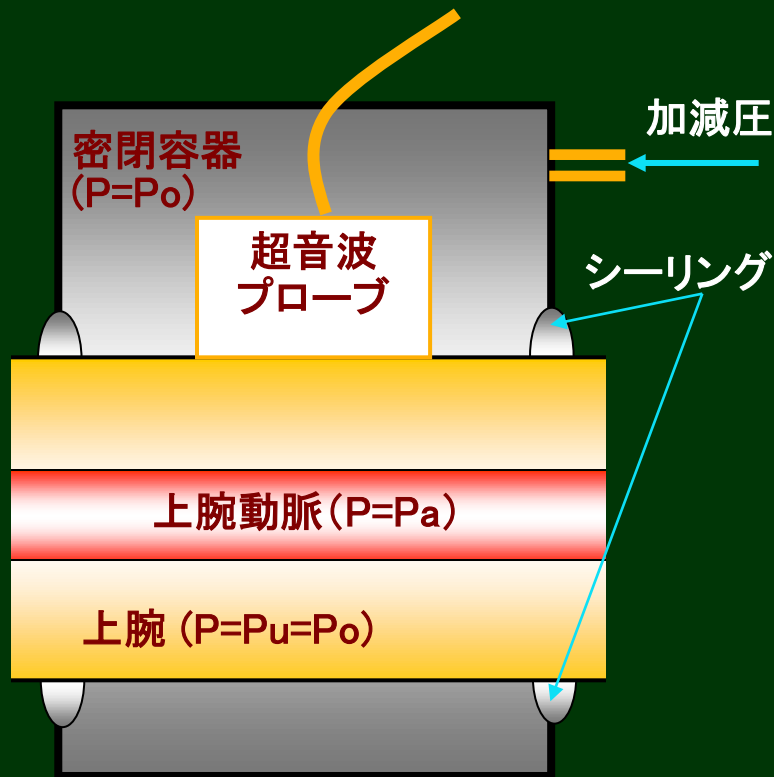 加減圧
密閉容器
(P=Po)
超音波
プローブ
シーリング
上腕動脈(P=Pa)
上腕 (P=Pu=Po)